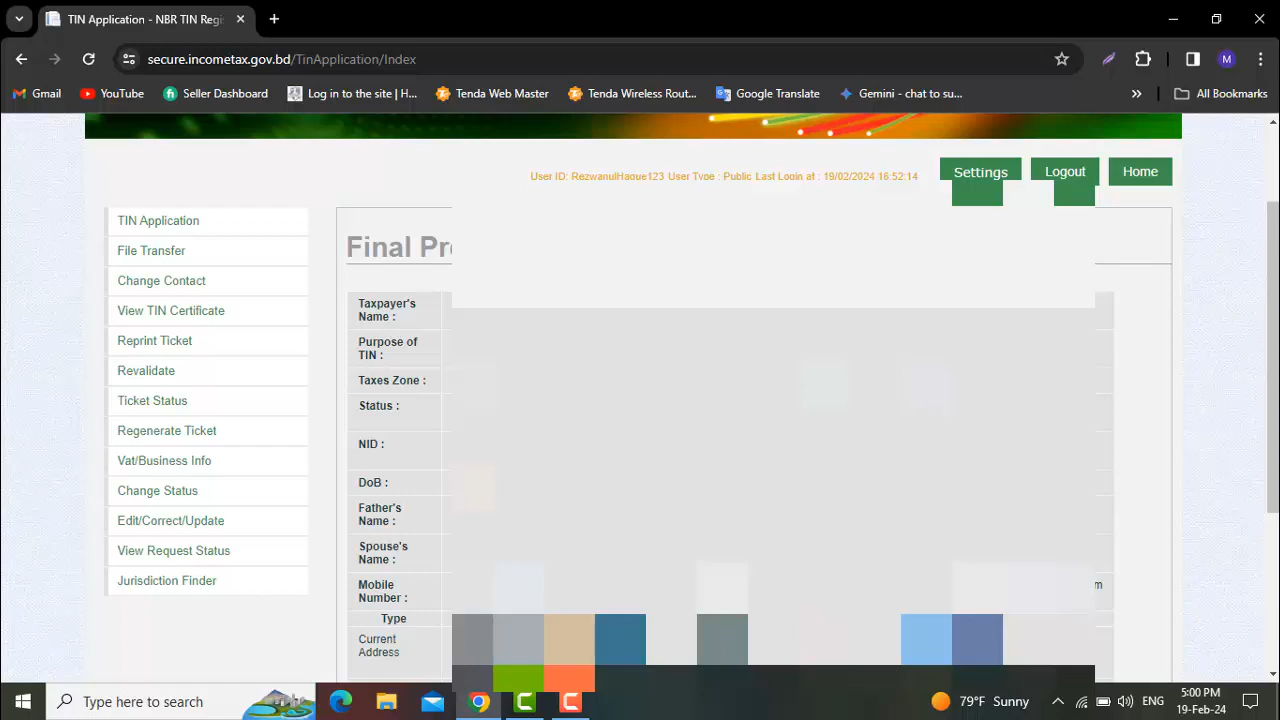 TIN Application - NBR TIN Regi
secure.incometax.gov.bd/TinApplication/Index
M
Gmail
YouTube
Seller Dashboard
Log in to the site | H...
Tenda Web Master
Tenda Wireless Rout...
Google Translate
Gemini - chat to su...
All Bookmarks
User ID: RezwanulHaque123 User Type : Public Last Login at : 19/02/2024 16:52:14
Settings
Logout
Home
TIN Application
File Transfer
Change Contact
View TIN Certificate
Reprint Ticket
Revalidate
Ticket Status
Regenerate Ticket
Vat/Business Info
Change Status
Edit/Correct/Update
View Request Status
Jurisdiction Finder
Final Pr
Taxpayer's
Name :
Purpose of
TIN :
Taxes Zone :
Status :
NID :
DoB :
Father's
Name :
Spouse's
Name :
Mobile
Number :
m
Type
Current
Address
Type here to search
79°F Sunny
ENG
5:00 PM
19-Feb-24